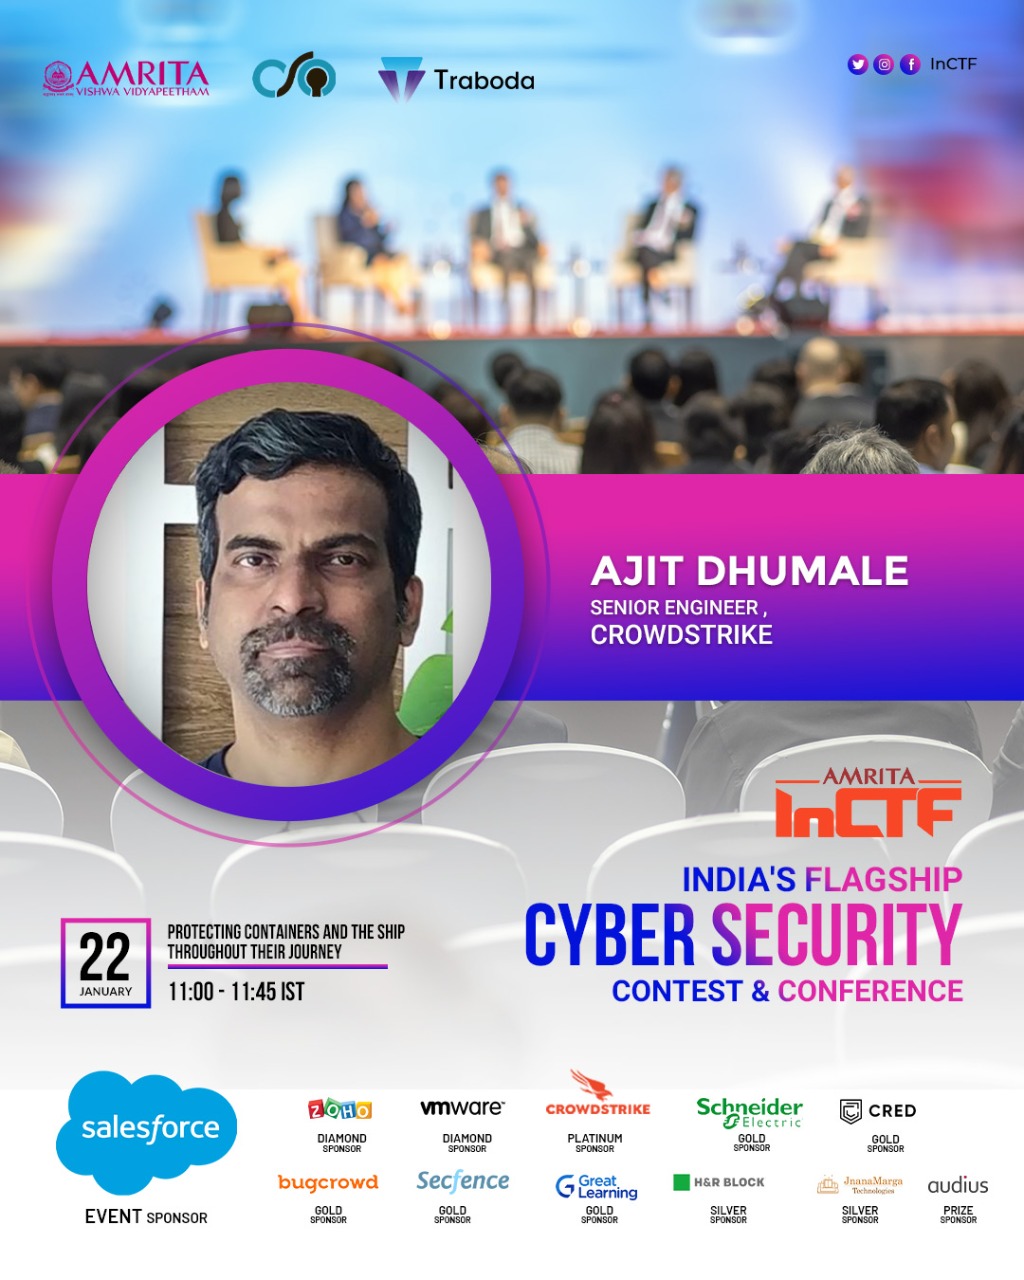 AMRITA
VISHWA VIDYAPEETHAM
Traboda
InCTF
AJIT DHUMALE
SENIOR ENGINEER ,
CROWDSTRIKE
AMRITA
InCTF
INDIA'S FLAGSHIP
CYBER SECURITY
CONTEST & CONFERENCE
22
JANUARY
PROTECTING CONTAINERS AND THE SHIP
THROUGHOUT THEIR JOURNEY
11:00 - 11:45 IST
salesforce
EVENT SPONSOR
ZOHO
DIAMOND
SPONSOR
vmware
DIAMOND
SPONSOR
CROWDSTRIKE
PLATINUM
SPONSOR
Schneider
Electric
GOLD
SPONSOR
CRED
GOLD
SPONSOR
bugcrowd
GOLD
SPONSOR
Secfence
GOLD
SPONSOR
Great
Learning
GOLD
SPONSOR
H&R BLOCK
SILVER
SPONSOR
JnanaMarga
Technologies
SILVER
SPONSOR
audius
PRIZE
SPONSOR